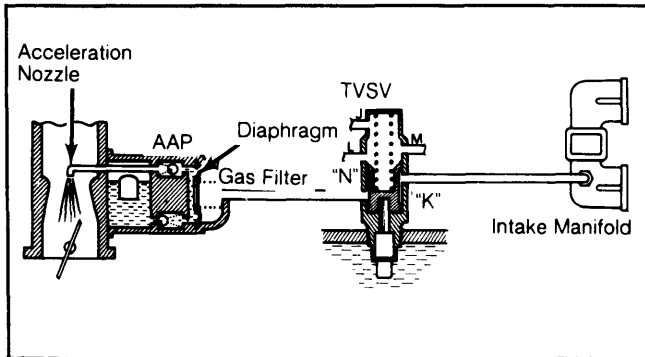 Acceleration
Nozzle
TVSV
AAP
Diaphragm
J
L
M
Gas Filter
"N"
"K"
Intake Manifold